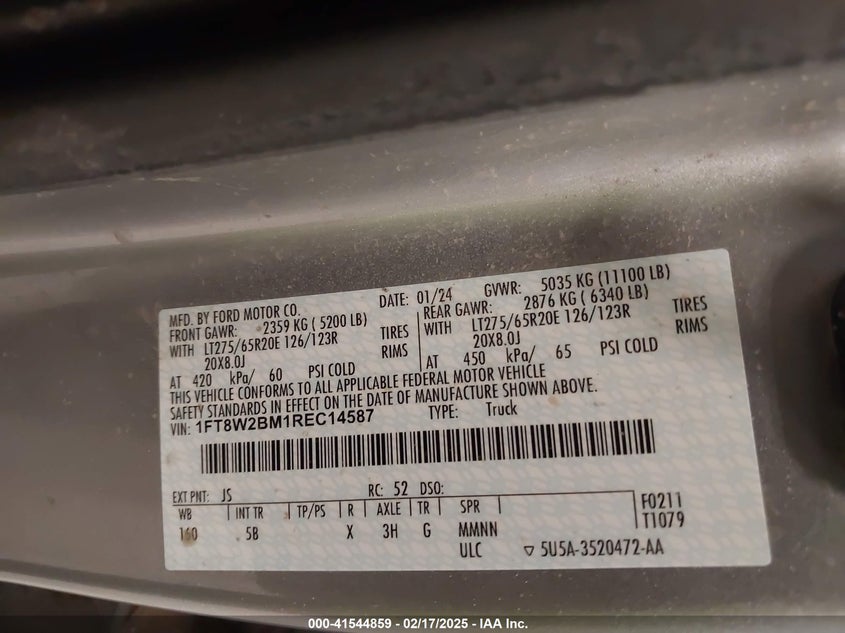 MFD. BY FORD MOTOR CO. DATE: 01/24 GVWR: 5035 KG (11100 LB)
FRONT GAWR: 2359 KG ( 5200 LB) REAR GAWR: 2876 KG ( 6340 LB)
WITH LT275/65R20E 126/123R TIRES WITH LT275/65R20E 126/123R TIRES
20X8.0J RIMS 20X8.0J RIMS
AT 420 kPa/ 60 PSI COLD AT 450 kPa/ 65 PSI COLD
THIS VEHICLE CONFORMS TO ALL APPLICABLE FEDERAL MOTOR VEHICLE
SAFETY STANDARDS IN EFFECT ON THE DATE OF MANUFACTURE SHOWN ABOVE.
VIN: 1FT8W2BM1REC14587 TYPE: Truck
EXT PNT: JS RC: 52 DSO:
WB INT TR TP/PS R AXLE TR SPR F0211
160 5B X 3H G MMNN T1079
ULC ▽ 5U5A-3520472-AA
000-41544859 - 02/17/2025 - IAA Inc.